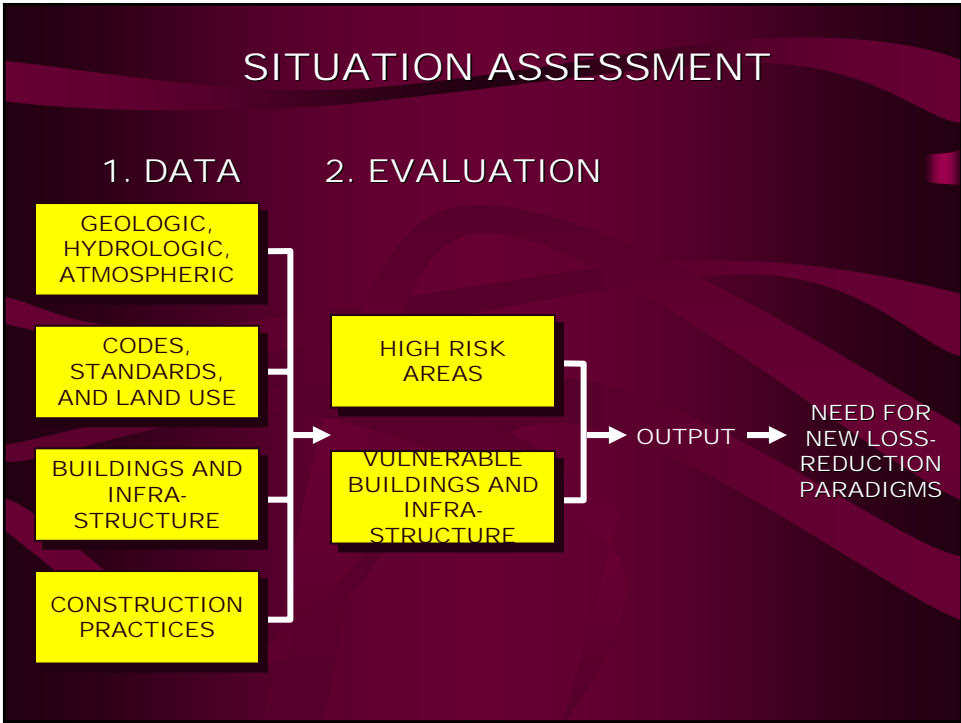 SITUATION ASSESSMENT
1. DATA
2. EVALUATION
GEOLOGIC,
HYDROLOGIC,
ATMOSPHERIC
CODES,
STANDARDS,
AND LAND USE
BUILDINGS AND
INFRA-
STRUCTURE
CONSTRUCTION
PRACTICES
HIGH RISK
AREAS
VULNERABLE
BUILDINGS AND
INFRA-
STRUCTURE
OUTPUT
NEED FOR
NEW LOSS-
REDUCTION
PARADIGMS